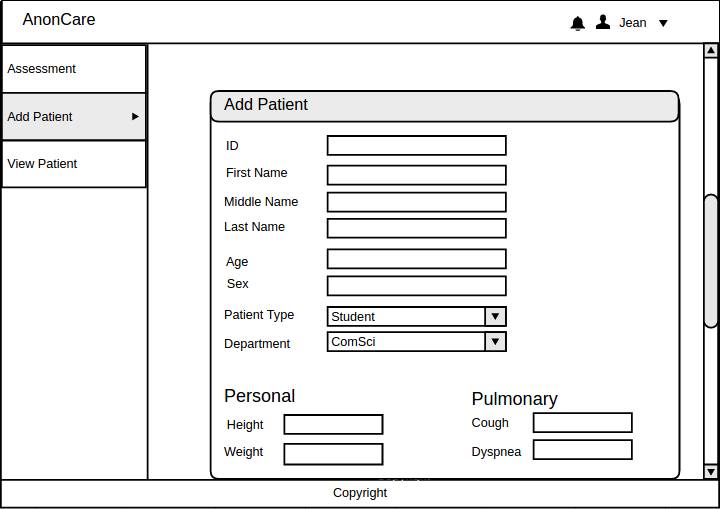 AnonCare
Jean
Assessment
Add Patient
View Patient
Add Patient
ID
First Name
Middle Name
Last Name
Age
Sex
Patient Type Student
Department ComSci
Personal
Height
Weight
Pulmonary
Cough
Dyspnea
Copyright